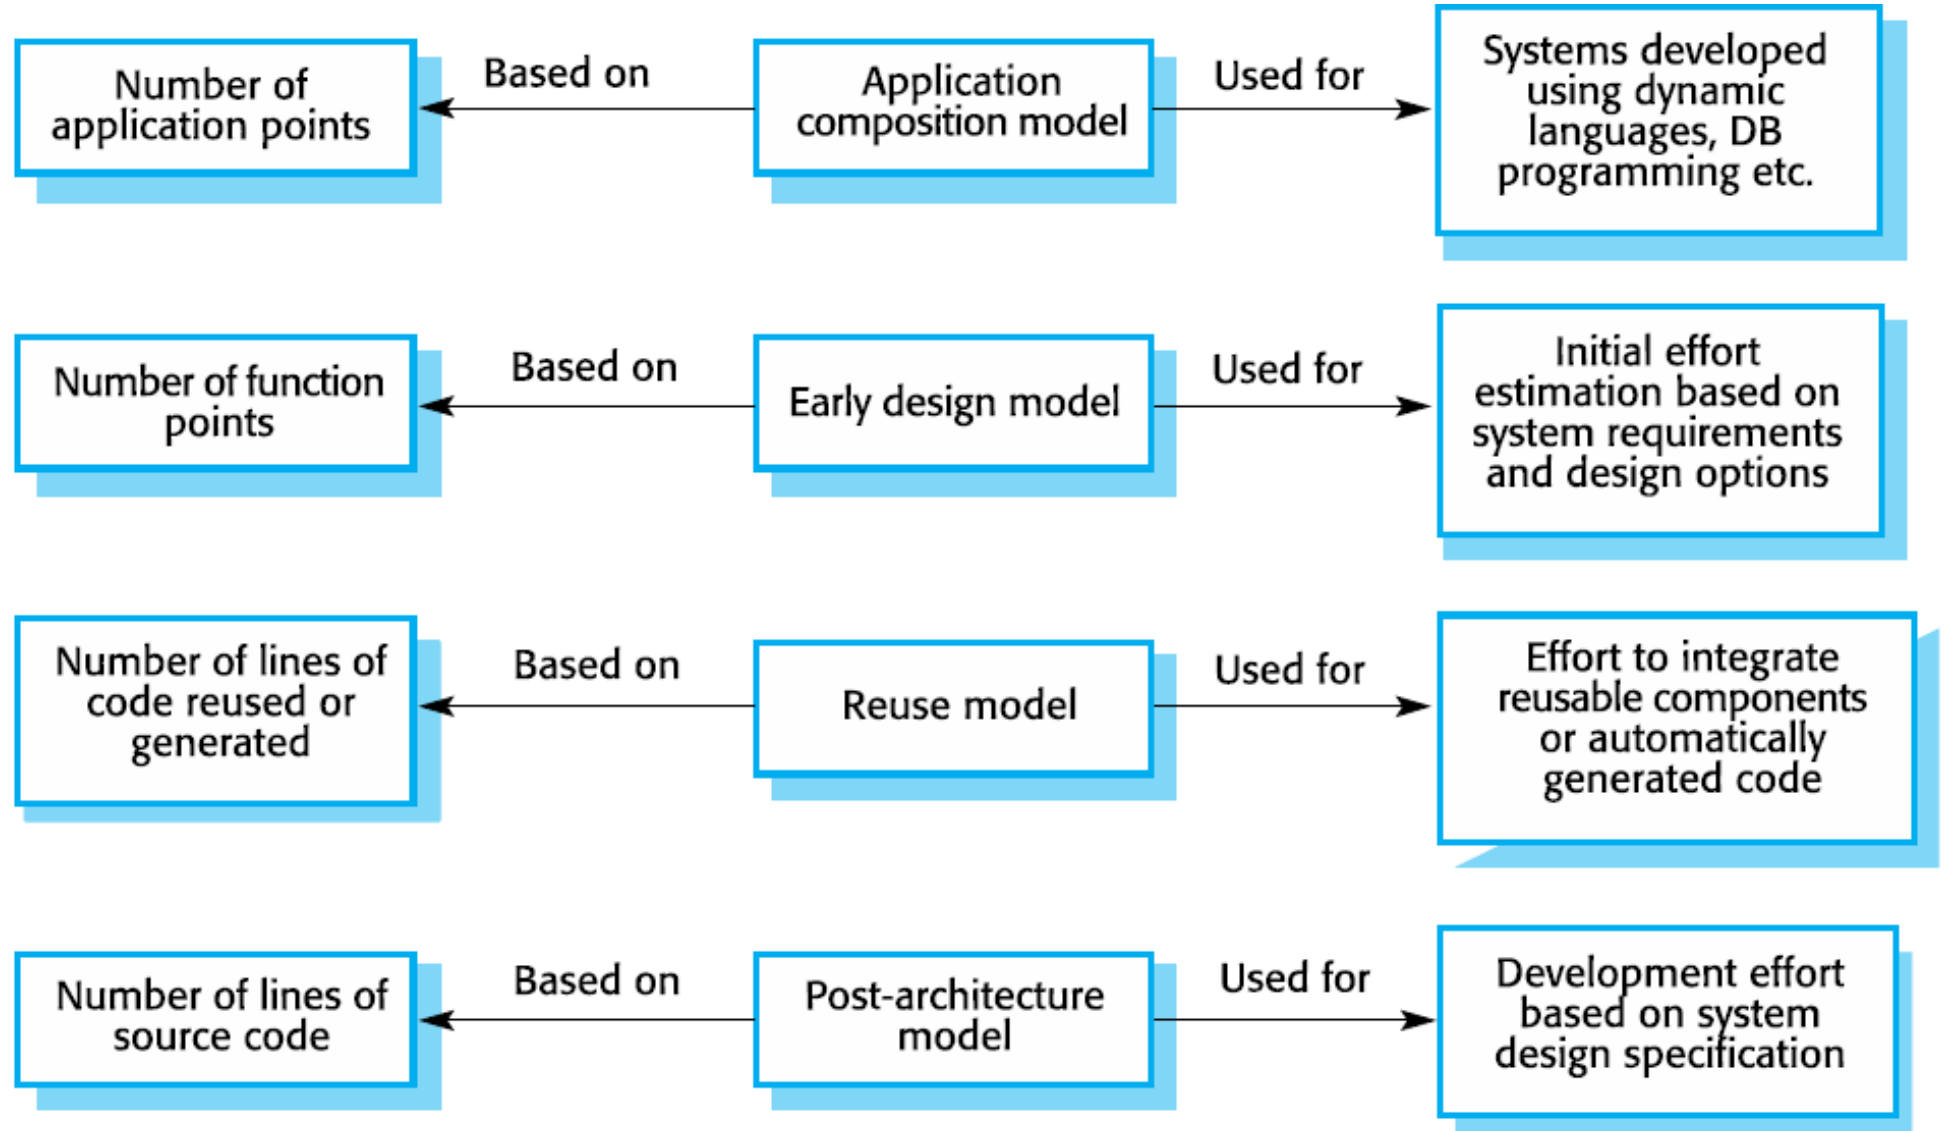 Number of
application points
Based on
Application
composition model
Used for
Systems developed
using dynamic
languages, DB
programming etc.
Number of function
points
Based on
Early design model
Used for
Initial effort
estimation based on
system requirements
and design options
Number of lines of
code reused or
generated
Based on
Reuse model
Used for
Effort to integrate
reusable components
or automatically
generated code
Number of lines of
source code
Based on
Post-architecture
model
Used for
Development effort
based on system
design specification